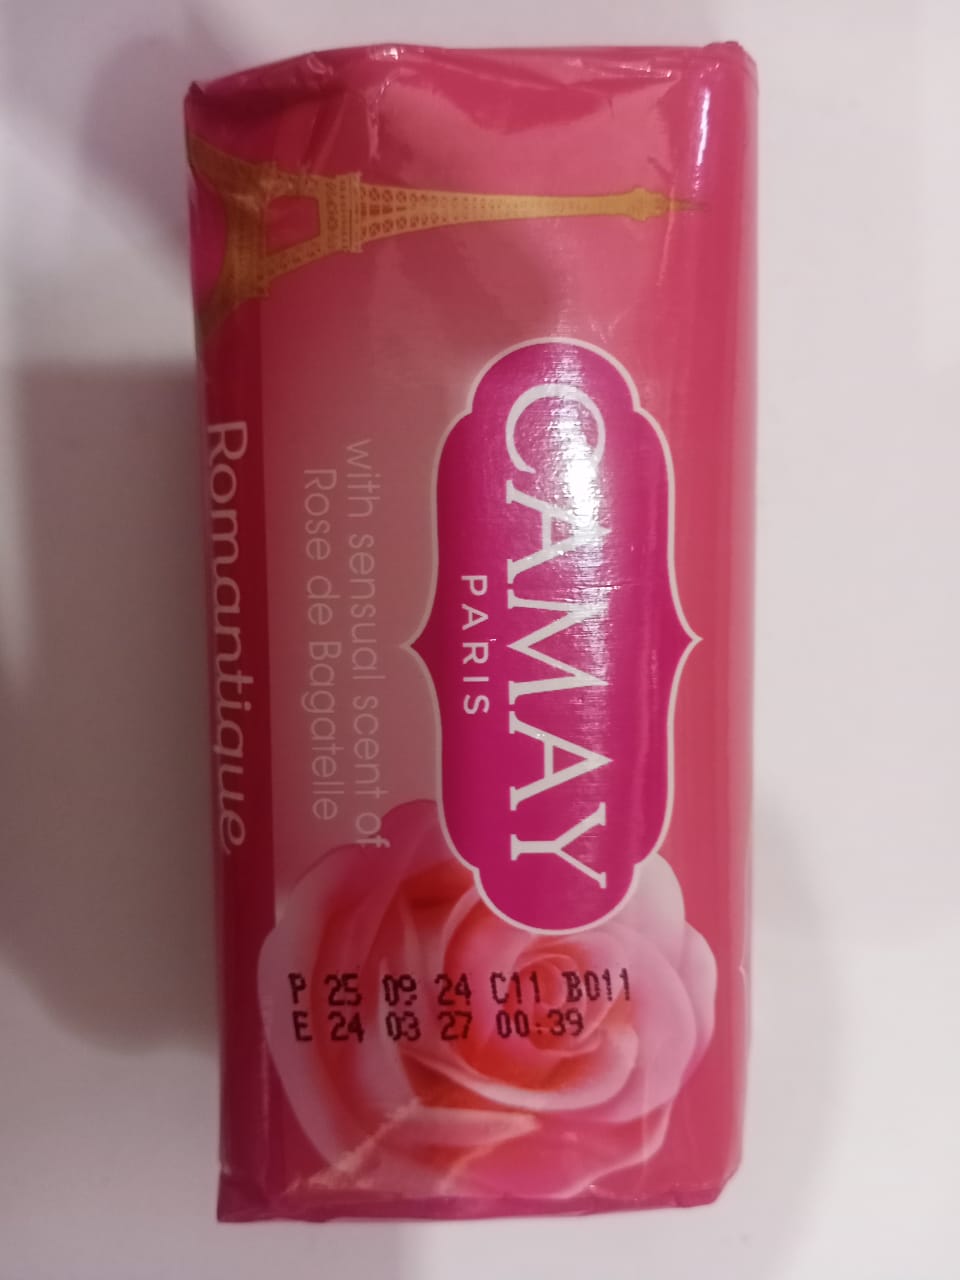 CAMAY
PARIS
with sensual scent of
Rose de Bagatelle
Romantique
P 25 09 24 C11 B011
E 24 03 27 00:39